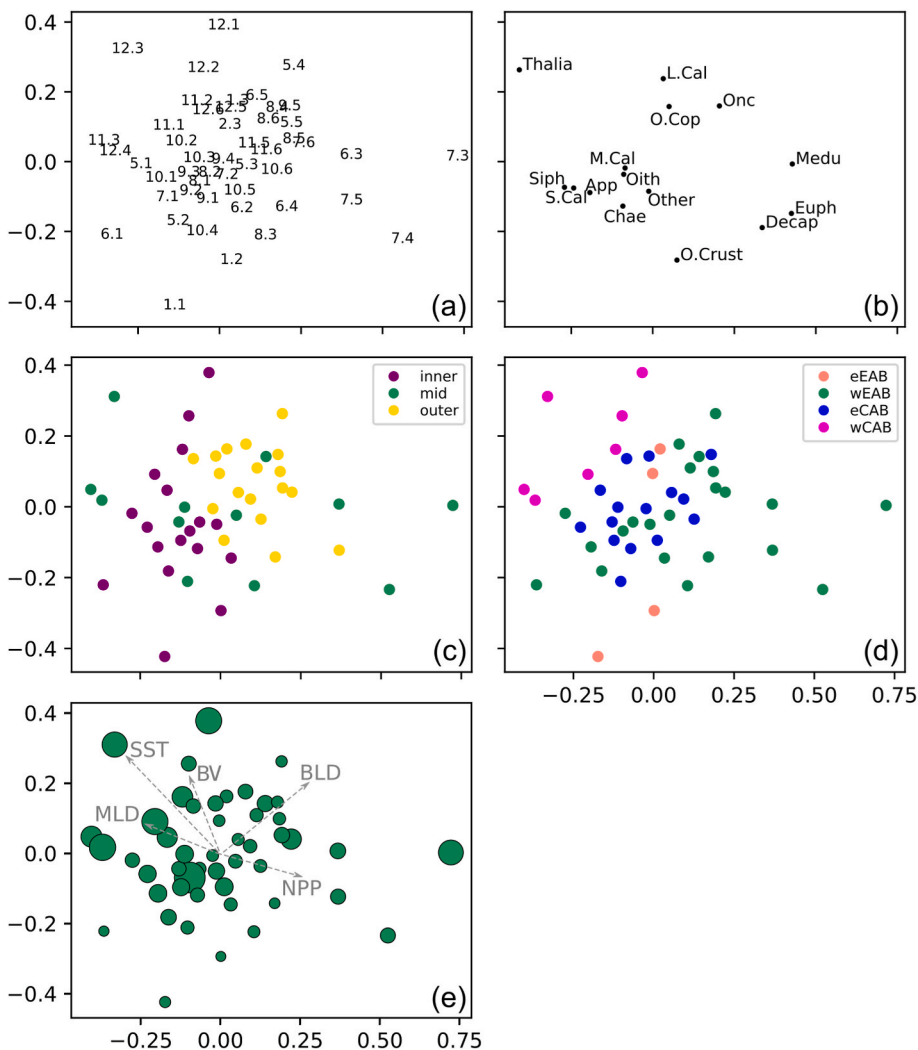 0.4
0.2
0.0
−0.2
−0.4
12.1
12.3
12.2
5.4
11.2
1.3
6.5
12.6
12.5
8.4
9.5
11.1
2.3
8.6
5.5
11.3
10.2
11.5
8.5
7.6
12.4
10.3
9.4
11.6
6.3
7.3
5.1
9.3
8.2
5.3
10.6
10.1
8.1
7.2
9.2
10.5
7.1
9.1
7.5
6.2
6.4
5.2
6.1
10.4
8.3
7.4
1.2
1.1
(a)
Thalia
L.Cal
Onc
O.Cop
M.Cal
Medu
Siph
App
Oith
S.Cal
Other
Chae
Euph
Decap
O.Crust
(b)
0.4
0.2
0.0
−0.2
−0.4
inner
mid
outer
(c)
eEAB
wEAB
eCAB
wCAB
(d)
−0.25 0.00 0.25 0.50 0.75
0.4
0.2
0.0
−0.2
−0.4
SST
BV
BLD
MLD
NPP
(e)
−0.25 0.00 0.25 0.50 0.75